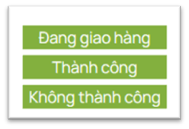 Đang giao hàng
Thành công
Không thành công